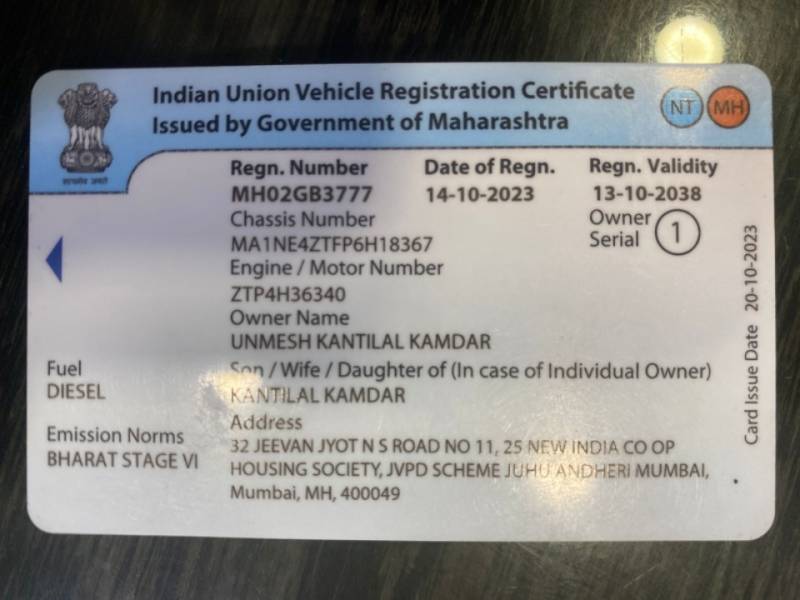 Indian Union Vehicle Registration Certificate
Issued by Government of Maharashtra
NT MH
सत्यमेव जयते
Regn. Number Date of Regn. Regn. Validity
MH02GB3777 14-10-2023 13-10-2038
Chassis Number
MA1NE4ZTFP6H18367
Owner Serial 1
Engine / Motor Number
ZTP4H36340
Owner Name
UNMESH KANTILAL KAMDAR
Fuel
DIESEL
Son / Wife / Daughter of (In case of Individual Owner)
KANTILAL KAMDAR
Emission Norms
BHARAT STAGE VI
Address
32 JEEVAN JYOT N S ROAD NO 11, 25 NEW INDIA CO OP
HOUSING SOCIETY, JVPD SCHEME JUHU ANDHERI MUMBAI,
Mumbai, MH, 400049
Card Issue Date 20-10-2023